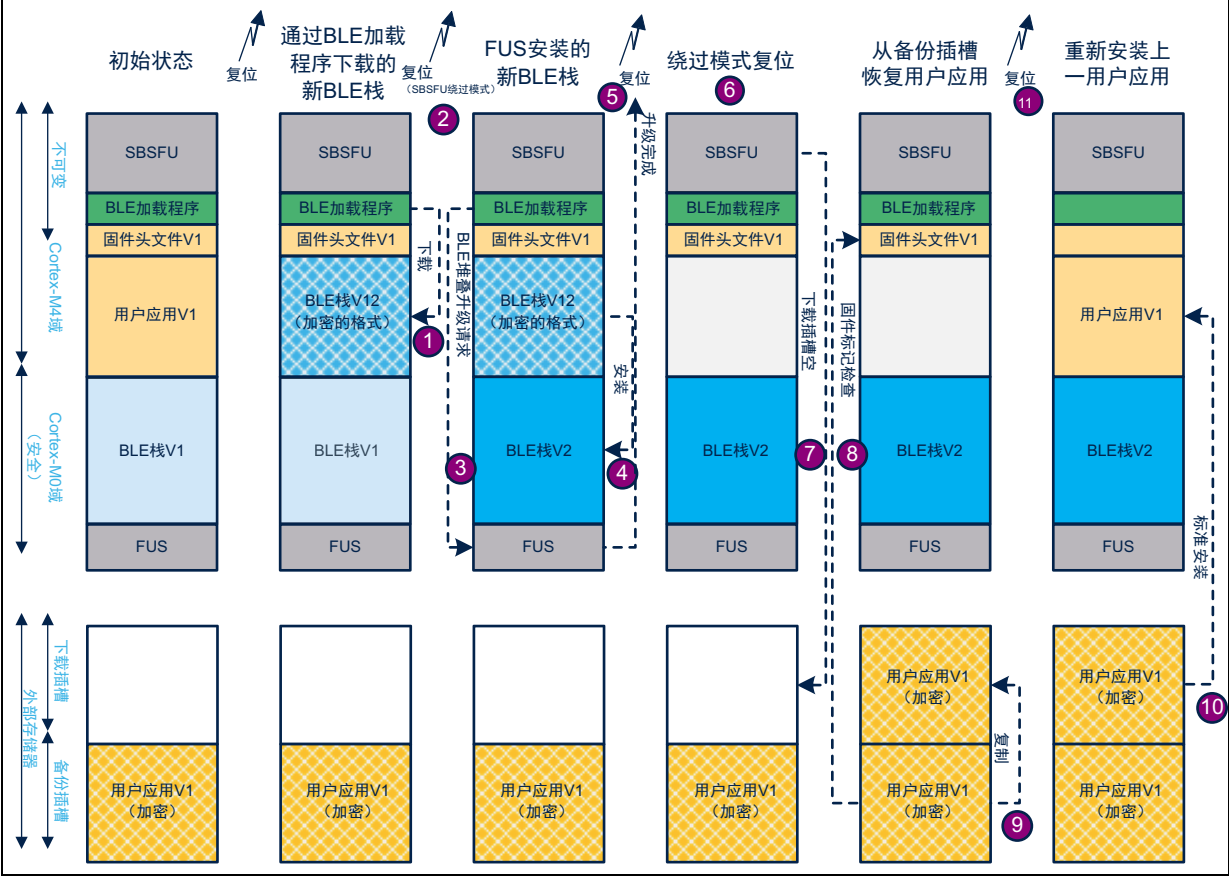 初始状态
复位
通过BLE加载
程序下载的
新BLE栈
复位
（SBSFU绕过模式）
2
FUS安装的
新BLE栈
复位
5
绕过模式复位
6
从备份插槽
恢复用户应用
复位
11
重新安装上
一用户应用
不可变
Cortex-M4域
Cortex-M0域
（安全）
SBSFU
BLE加载程序
固件头文件V1
用户应用V1
BLE栈V1
FUS
SBSFU
BLE加载程序
固件头文件V1
BLE栈V12
（加密的格式）
BLE栈V1
FUS
下载
1
BLE堆叠升级请求
3
SBSFU
BLE加载程序
固件头文件V1
BLE栈V12
（加密的格式）
BLE栈V2
FUS
安装
4
升级完成
SBSFU
BLE加载程序
固件头文件V1
BLE栈V2
FUS
下载插槽空
7
固件标记检查
8
SBSFU
BLE加载程序
固件头文件V1
BLE栈V2
FUS
SBSFU
用户应用V1
BLE栈V2
FUS
标准安装
10
外部存储器
下载插槽
备份插槽
用户应用V1
（加密）
用户应用V1
（加密）
用户应用V1
（加密）
用户应用V1
（加密）
用户应用V1
（加密）
用户应用V1
（加密）
复制
9
用户应用V1
（加密）
用户应用V1
（加密）